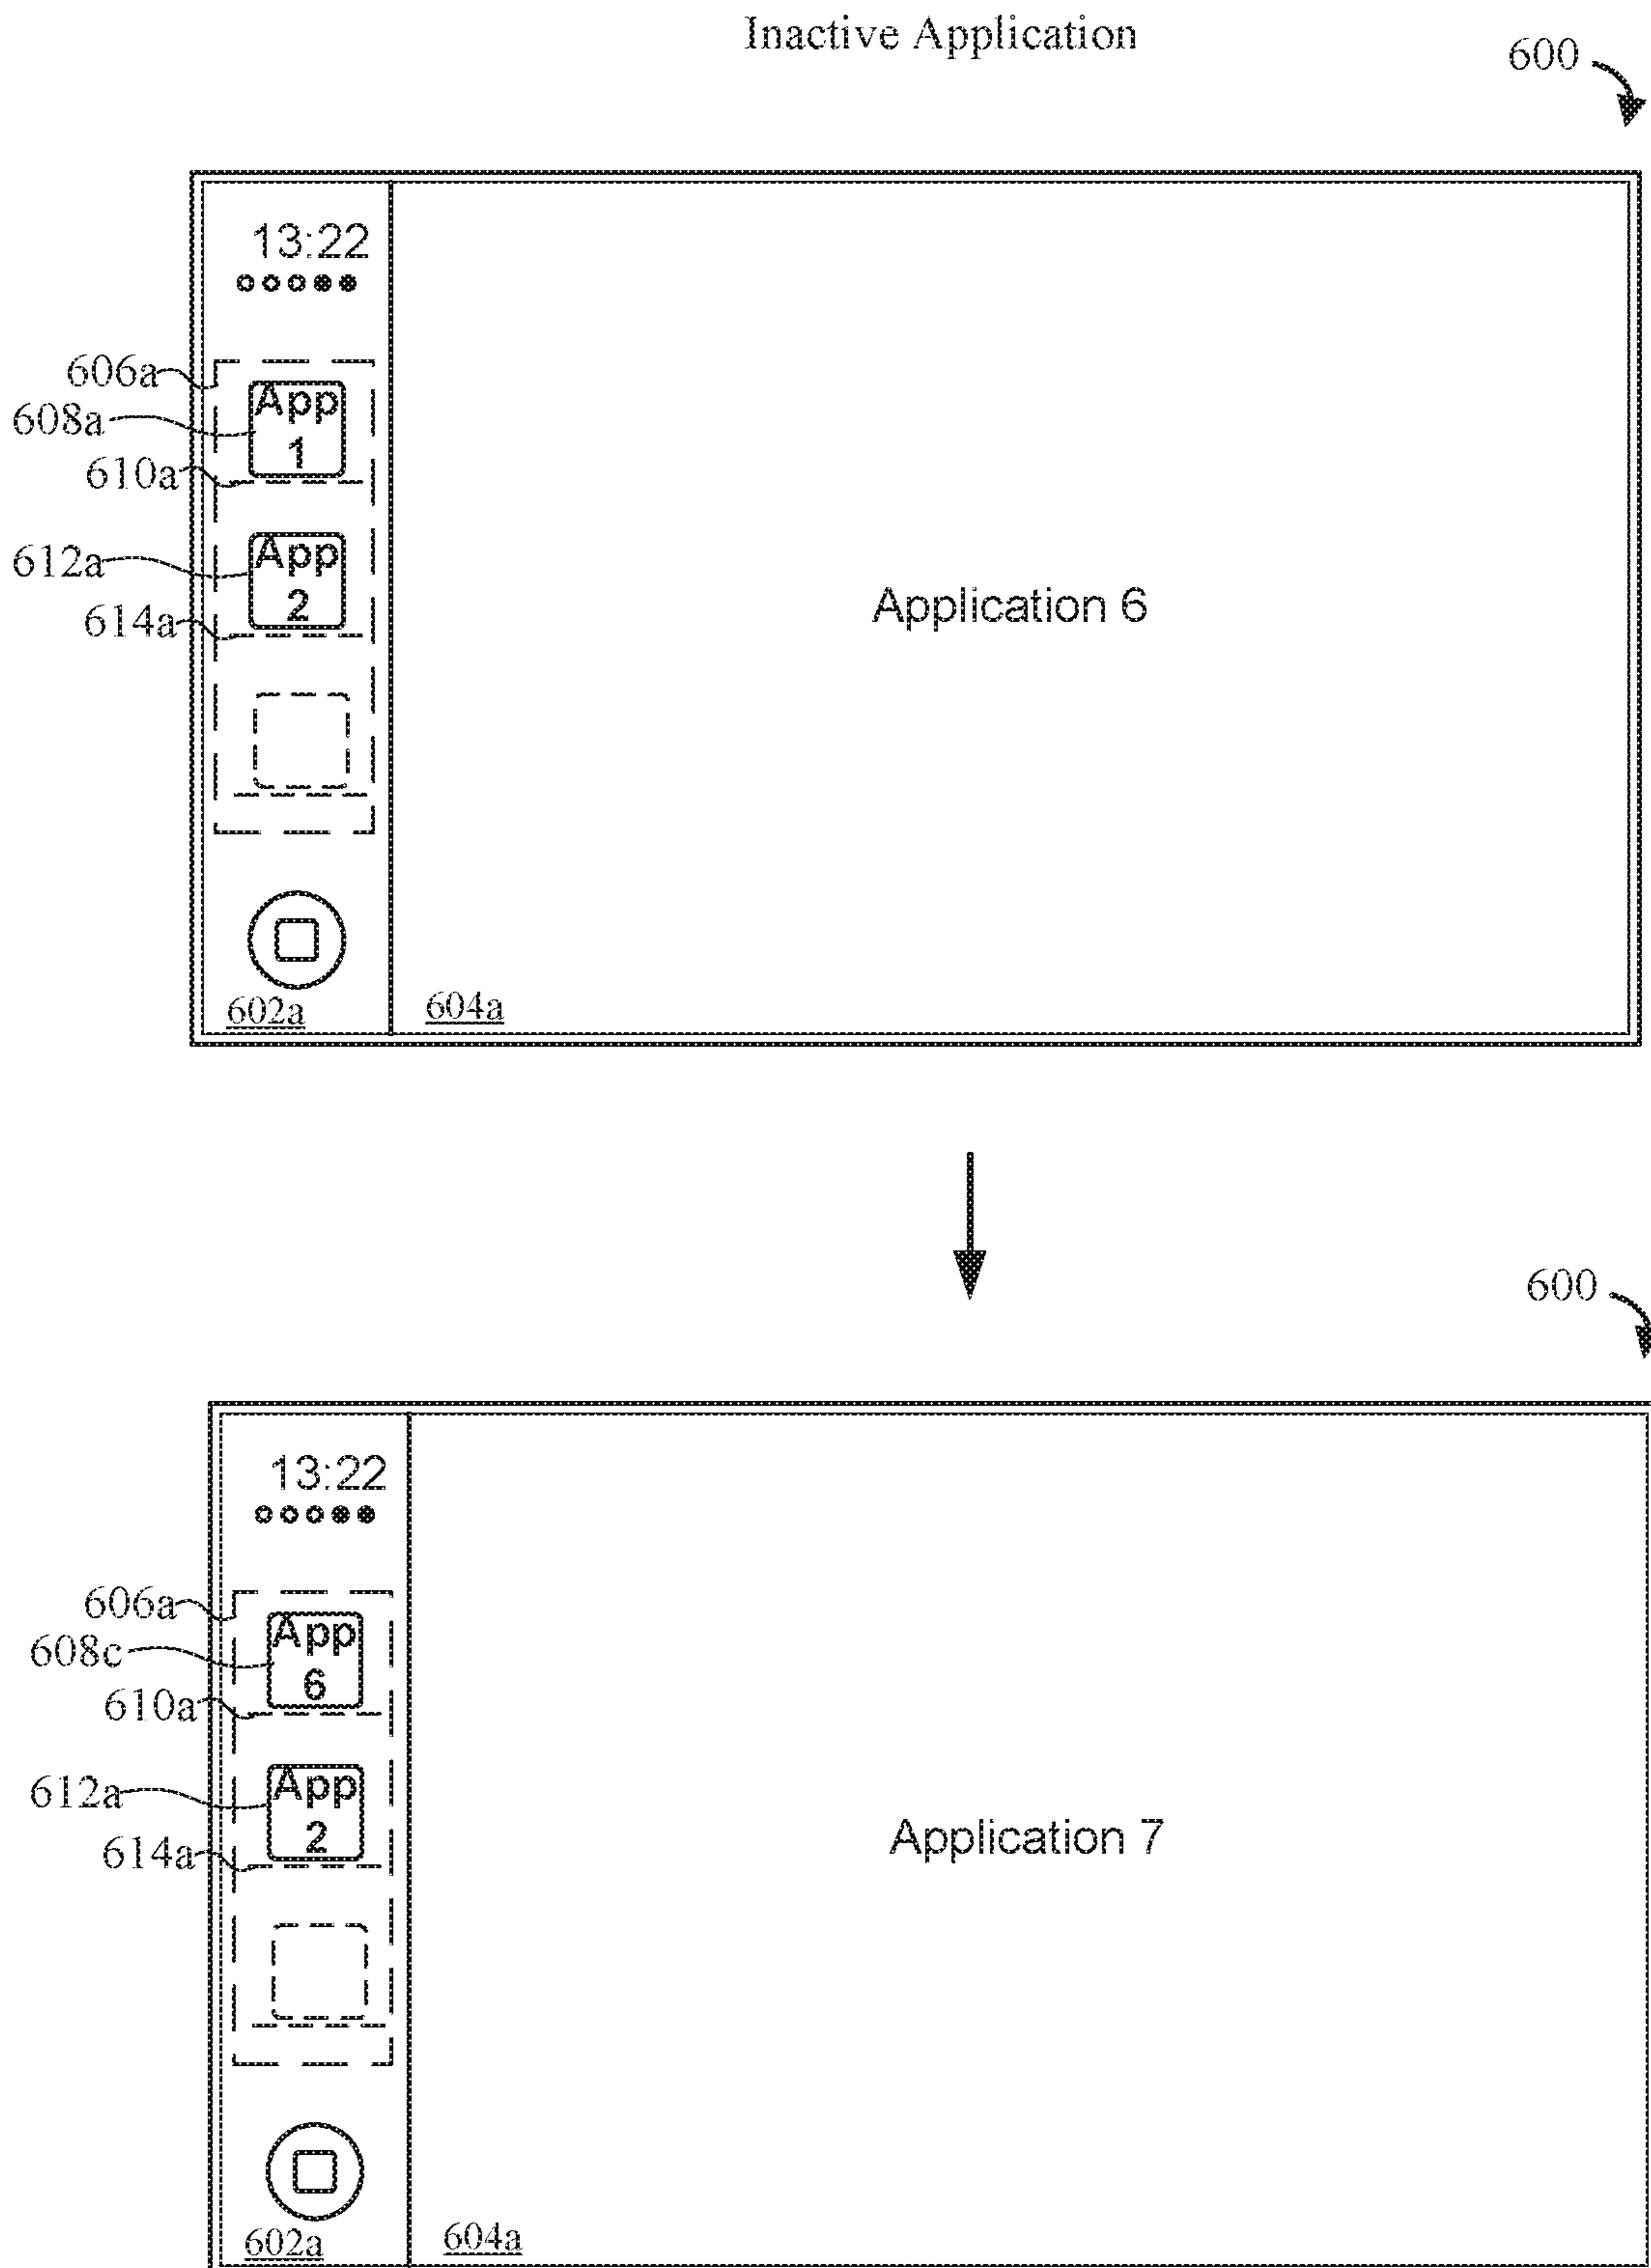 Inactive Application
600
13:22
606a
App
608a
1
610a
App
612a
2
614a
Application 6
602a
604a
600
13:22
606a
App
608c
6
610a
App
612a
2
614a
Application 7
602a
604a